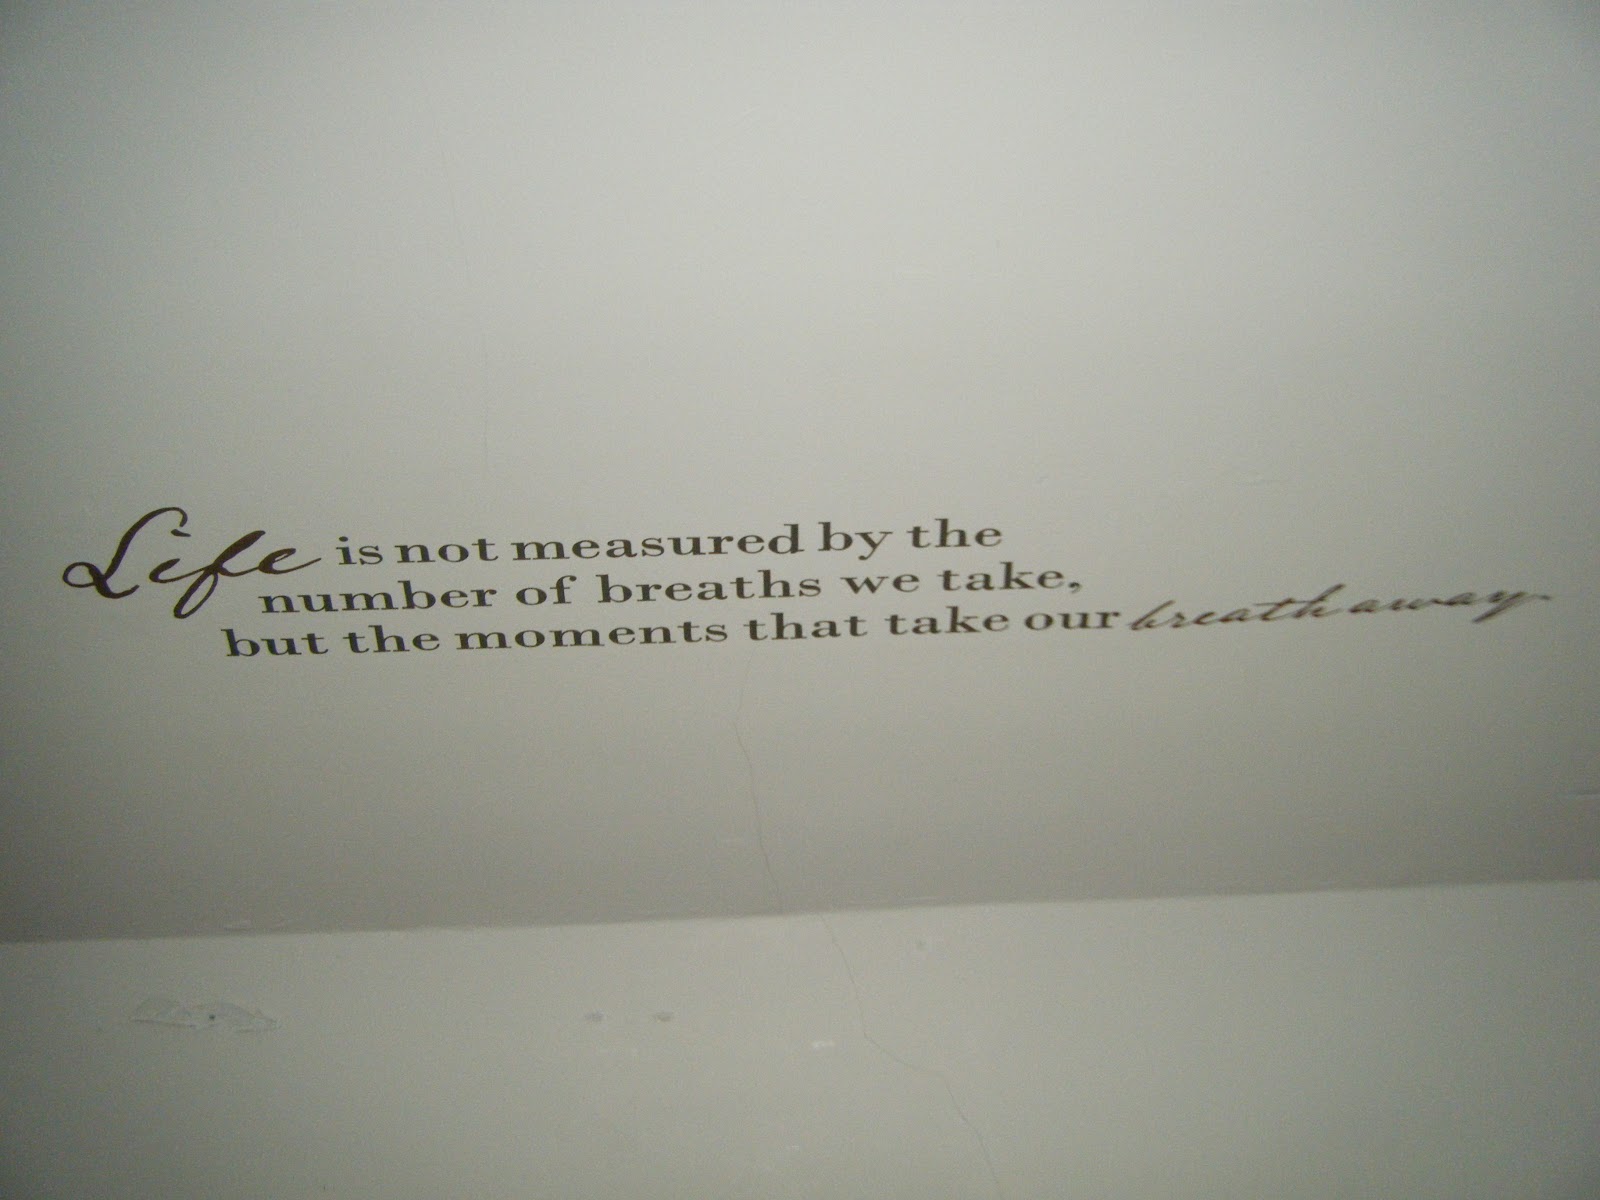 Life is not measured by the
number of breaths we take,
but the moments that take our breath away.